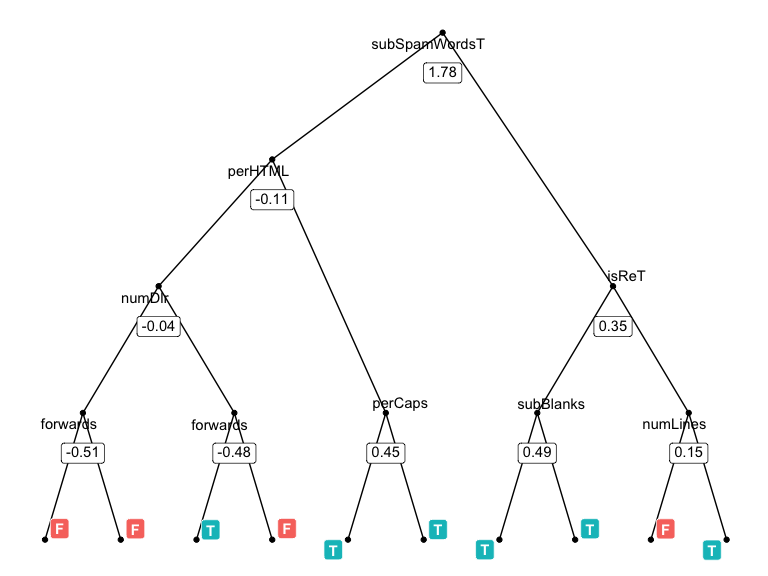 subSpamWordsT
1.78
perHTML
-0.11
numDlr
-0.04
isReT
0.35
forwards
-0.51
forwards
-0.48
perCaps
0.45
subBlanks
0.49
numLines
0.15
F
F
T
F
T
T
T
T
F
T